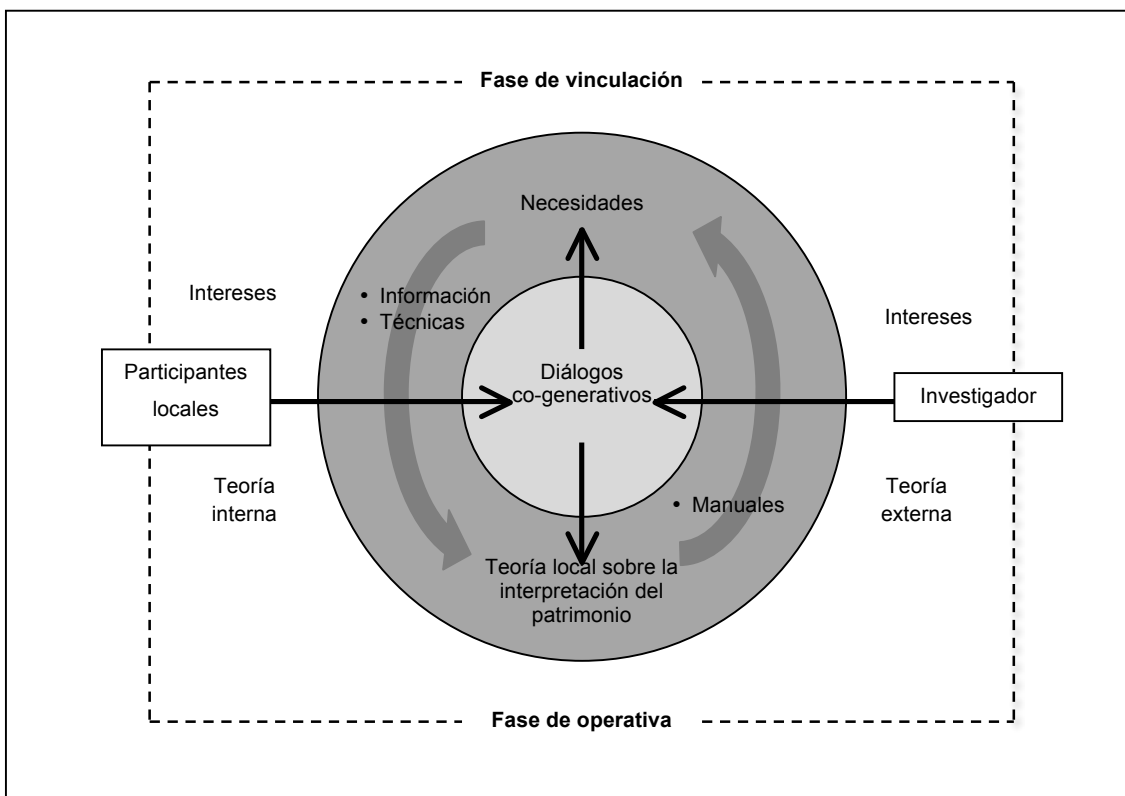 Fase de vinculación
Necesidades
Intereses
• Información
• Técnicas
Intereses
Participantes
locales
Diálogos
co-generativos
Investigador
Teoría
interna
• Manuales
Teoría
externa
Teoría local sobre la
interpretación del
patrimonio
Fase de operativa